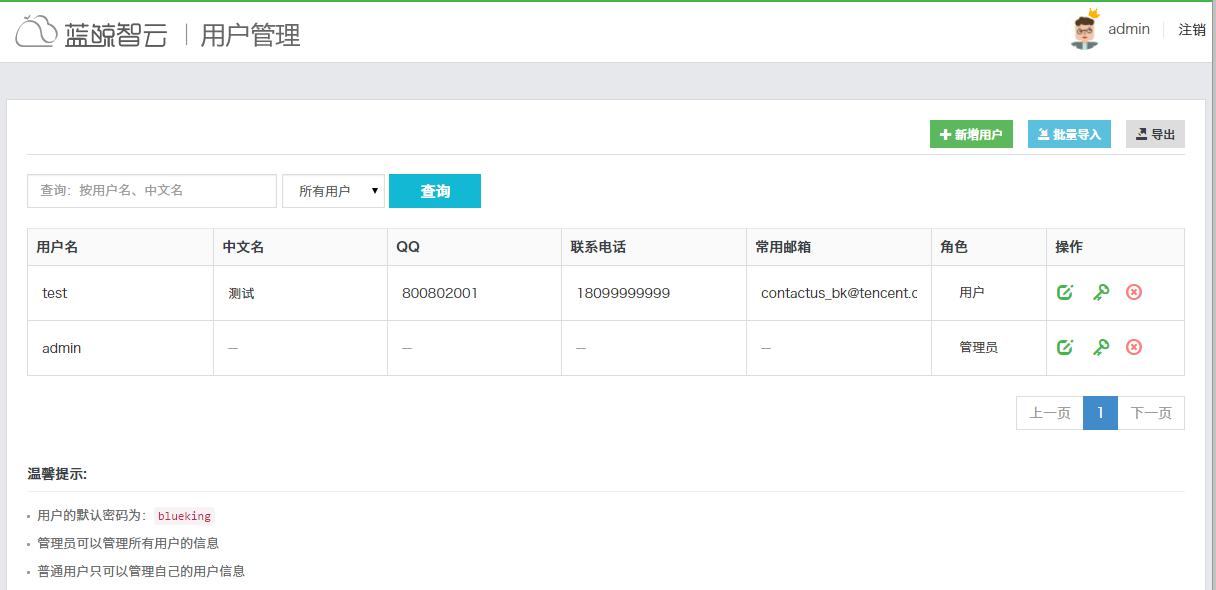 蓝鲸智云 | 用户管理 admin 注销
新增用户 批量导入 导出
查询：按用户名、中文名 所有用户 查询
用户名 中文名 QQ 联系电话 常用邮箱 角色 操作
test 测试 800802001 18099999999 contactus_bk@tencent.c 用户
admin -- -- -- -- 管理员
上一页 1 下一页
温馨提示:
用户的默认密码为： blueking
管理员可以管理所有用户的信息
普通用户只可以管理自己的用户信息